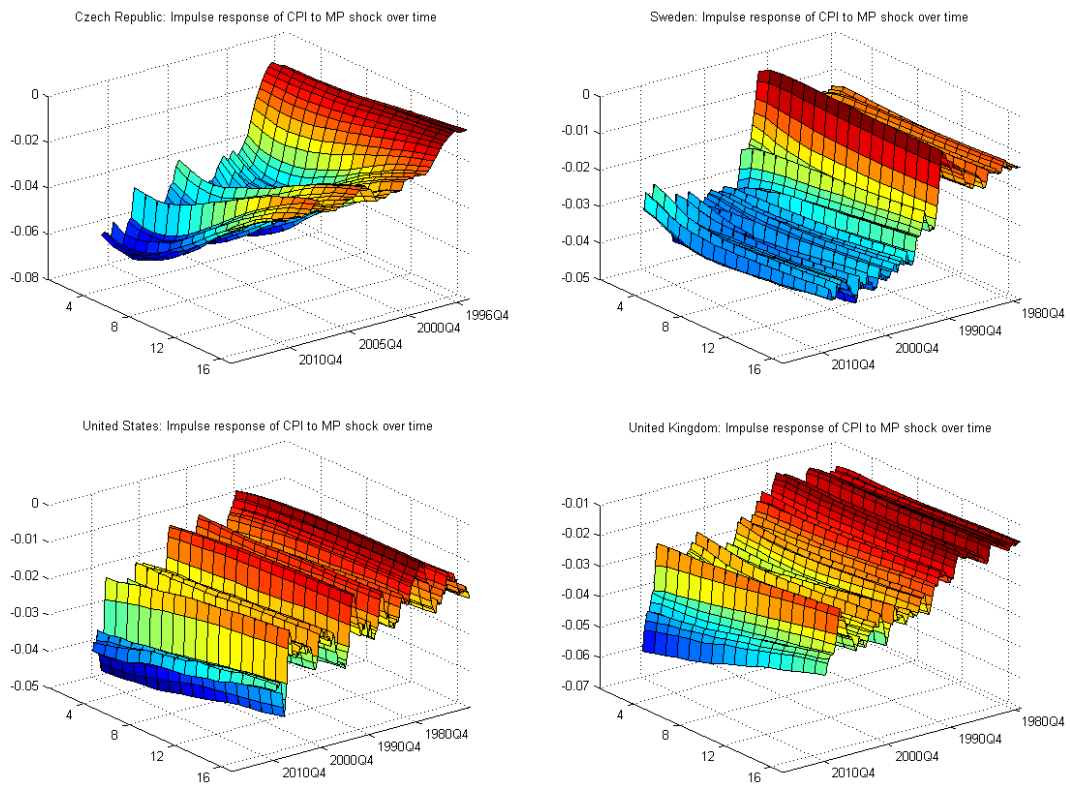 Czech Republic: Impulse response of CPI to MP shock over time
0
-0.02
-0.04
-0.06
-0.08
4
8
12
16
2010Q4
2005Q4
2000Q4
1996Q4
Sweden: Impulse response of CPI to MP shock over time
0
-0.01
-0.02
-0.03
-0.04
-0.05
4
8
12
16
2010Q4
2000Q4
1990Q4
1980Q4
United States: Impulse response of CPI to MP shock over time
0
-0.01
-0.02
-0.03
-0.04
-0.05
4
8
12
16
2010Q4
2000Q4
1990Q4
1980Q4
United Kingdom: Impulse response of CPI to MP shock over time
-0.01
-0.02
-0.03
-0.04
-0.05
-0.06
-0.07
4
8
12
16
2010Q4
2000Q4
1990Q4
1980Q4